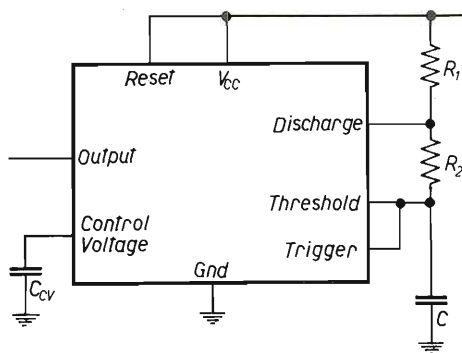 Reset
V_CC
R_1
Discharge
Output
R_2
Threshold
Control
Voltage
Trigger
C_CV
Gnd
C